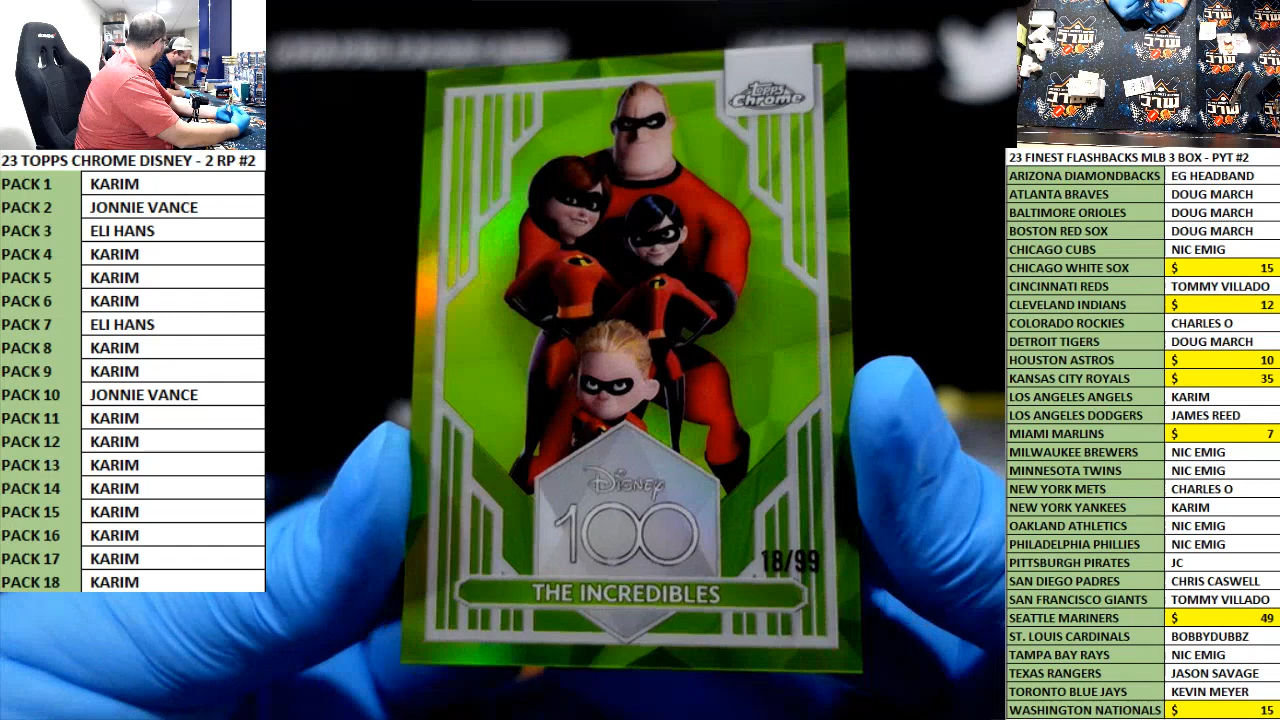 23 TOPPS CHROME DISNEY - 2 RP #2
PACK 1 KARIM
PACK 2 JONNIE VANCE
PACK 3 ELI HANS
PACK 4 KARIM
PACK 5 KARIM
PACK 6 KARIM
PACK 7 ELI HANS
PACK 8 KARIM
PACK 9 KARIM
PACK 10 JONNIE VANCE
PACK 11 KARIM
PACK 12 KARIM
PACK 13 KARIM
PACK 14 KARIM
PACK 15 KARIM
PACK 16 KARIM
PACK 17 KARIM
PACK 18 KARIM
Topps
Chrome
Disney
100
18/99
THE INCREDIBLES
23 FINEST FLASHBACKS MLB 3 BOX - PYT #2
ARIZONA DIAMONDBACKS EG HEADBAND
ATLANTA BRAVES DOUG MARCH
BALTIMORE ORIOLES DOUG MARCH
BOSTON RED SOX DOUG MARCH
CHICAGO CUBS NIC EMIG
CHICAGO WHITE SOX $ 15
CINCINNATI REDS TOMMY VILLADO
CLEVELAND INDIANS $ 12
COLORADO ROCKIES CHARLES O
DETROIT TIGERS DOUG MARCH
HOUSTON ASTROS $ 10
KANSAS CITY ROYALS $ 35
LOS ANGELES ANGELS KARIM
LOS ANGELES DODGERS JAMES REED
MIAMI MARLINS $ 7
MILWAUKEE BREWERS NIC EMIG
MINNESOTA TWINS NIC EMIG
NEW YORK METS CHARLES O
NEW YORK YANKEES KARIM
OAKLAND ATHLETICS NIC EMIG
PHILADELPHIA PHILLIES NIC EMIG
PITTSBURGH PIRATES JC
SAN DIEGO PADRES CHRIS CASWELL
SAN FRANCISCO GIANTS TOMMY VILLADO
SEATTLE MARINERS $ 49
ST. LOUIS CARDINALS BOBBYDUBBZ
TAMPA BAY RAYS NIC EMIG
TEXAS RANGERS JASON SAVAGE
TORONTO BLUE JAYS KEVIN MEYER
WASHINGTON NATIONALS $ 15